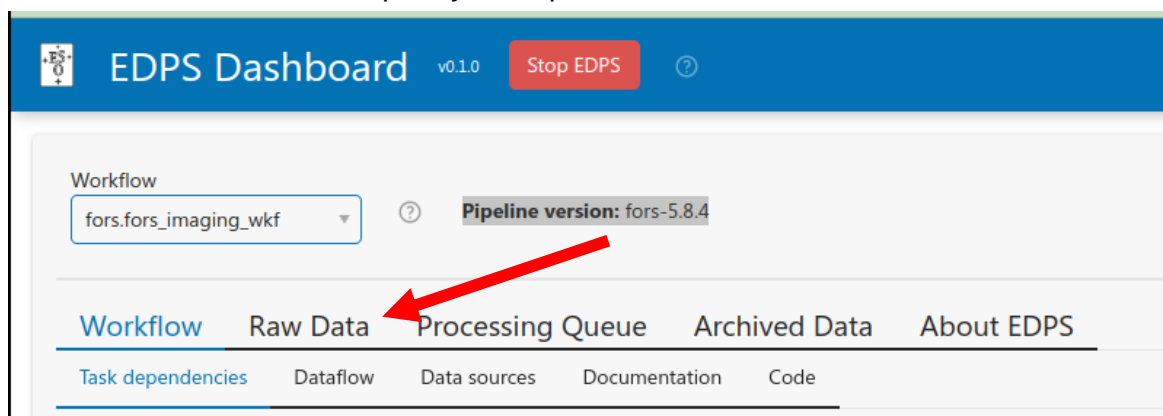 ESO EDPS Dashboard v0.1.0 Stop EDPS ?
Workflow
fors.fors_imaging_wkf ? Pipeline version: fors-5.8.4
Workflow Raw Data Processing Queue Archived Data About EDPS
Task dependencies Dataflow Data sources Documentation Code